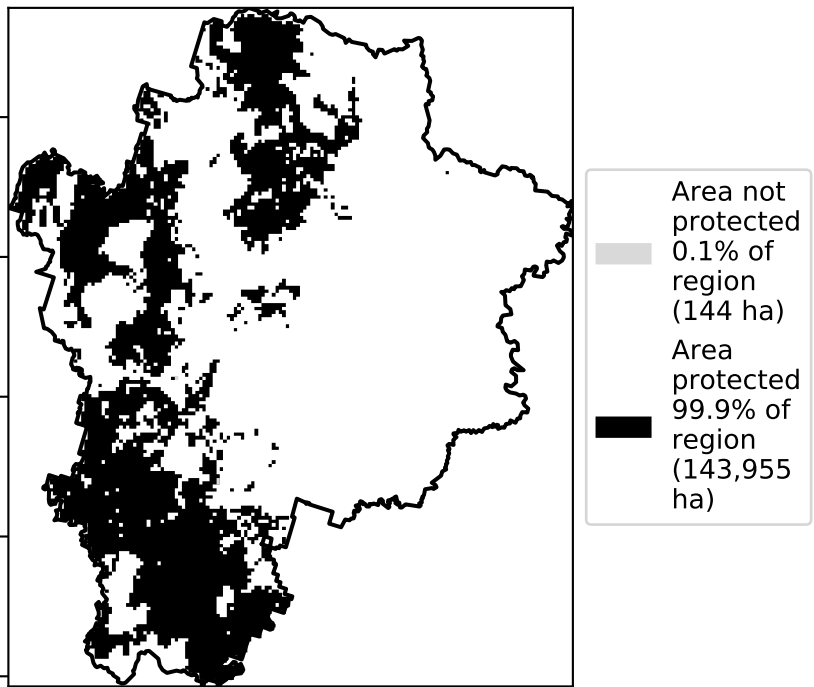 Area not
protected
0.1% of
region
(144 ha)
Area
protected
99.9% of
region
(143,955
ha)